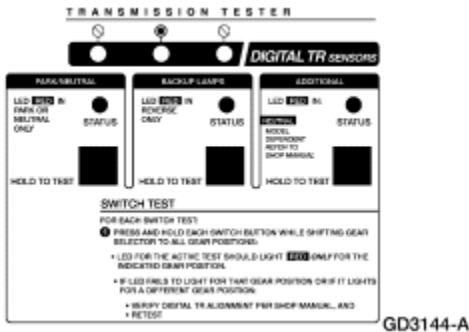 TRANSMISSION TESTER
DIGITAL TR SENSORS
PARK/NEUTRAL
LED RED IN
PARK OR
NEUTRAL
ONLY
STATUS
HOLD TO TEST
BACKUP LAMPS
LED RED IN
REVERSE
ONLY
STATUS
HOLD TO TEST
ADDITIONAL
LED RED IN:
NEUTRAL
MODEL
DEPENDENT
REFER TO
SHOP MANUAL
STATUS
HOLD TO TEST
SWITCH TEST
FOR EACH SWITCH TEST:
1 PRESS AND HOLD EACH SWITCH BUTTON WHILE SHIFTING GEAR
SELECTOR TO ALL GEAR POSITIONS:
• LED FOR THE ACTIVE TEST SHOULD LIGHT RED ONLY FOR THE
INDICATED GEAR POSITION.
• IF LED FAILS TO LIGHT FOR THAT GEAR POSITION OR IF IT LIGHTS
FOR A DIFFERENT GEAR POSITION:
• VERIFY DIGITAL TR ALIGNMENT PER SHOP MANUAL, AND
• RETEST
GD3144-A